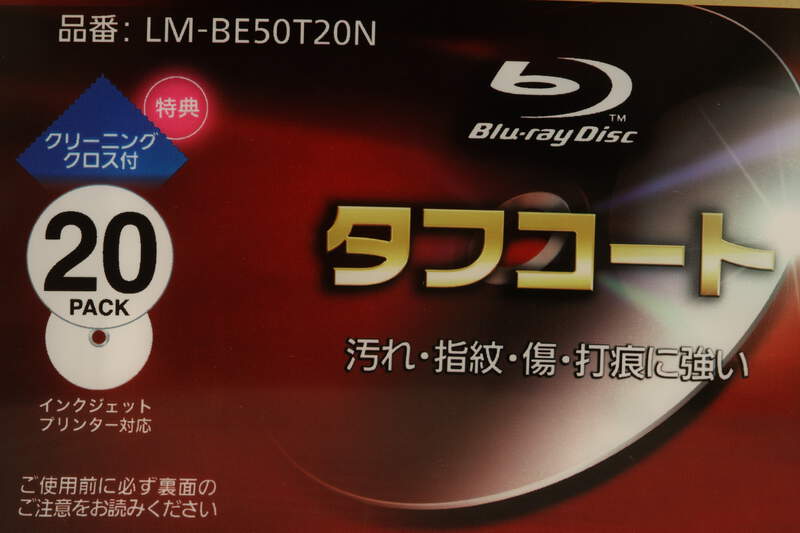 品番: LM-BE50T20N
特典
クリーニング
クロス付
20
PACK
インクジェット
プリンター対応
ご使用前に必ず裏面の
ご注意をお読みください
Blu-ray Disc
TM
タフコート
汚れ・指紋・傷・打痕に強い